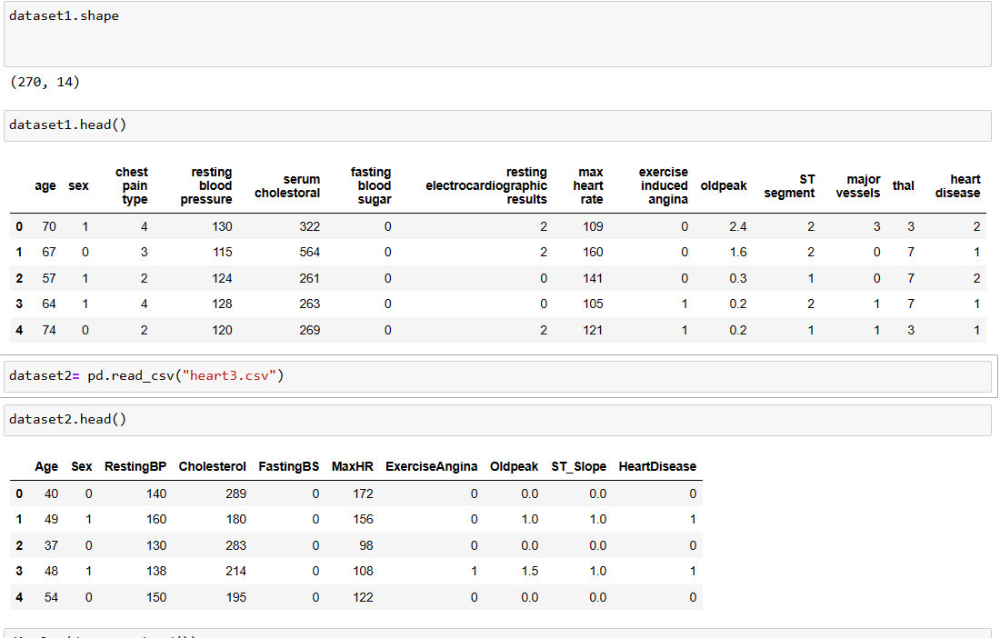 dataset1.shape
(270, 14)
dataset1.head()
age sex chest pain type resting blood pressure serum cholestoral fasting blood sugar resting electrocardiographic results max heart rate exercise induced angina oldpeak ST segment major vessels thal heart disease
0 70 1 4 130 322 0 2 109 0 2.4 2 3 3 2
1 67 0 3 115 564 0 2 160 0 1.6 2 0 7 1
2 57 1 2 124 261 0 0 141 0 0.3 1 0 7 2
3 64 1 4 128 263 0 0 105 1 0.2 2 1 7 1
4 74 0 2 120 269 0 2 121 1 0.2 1 1 3 1
dataset2= pd.read_csv("heart3.csv")
dataset2.head()
Age Sex RestingBP Cholesterol FastingBS MaxHR ExerciseAngina Oldpeak ST_Slope HeartDisease
0 40 0 140 289 0 172 0 0.0 0.0 0
1 49 1 160 180 0 156 0 1.0 1.0 1
2 37 0 130 283 0 98 0 0.0 0.0 0
3 48 1 138 214 0 108 1 1.5 1.0 1
4 54 0 150 195 0 122 0 0.0 0.0 0